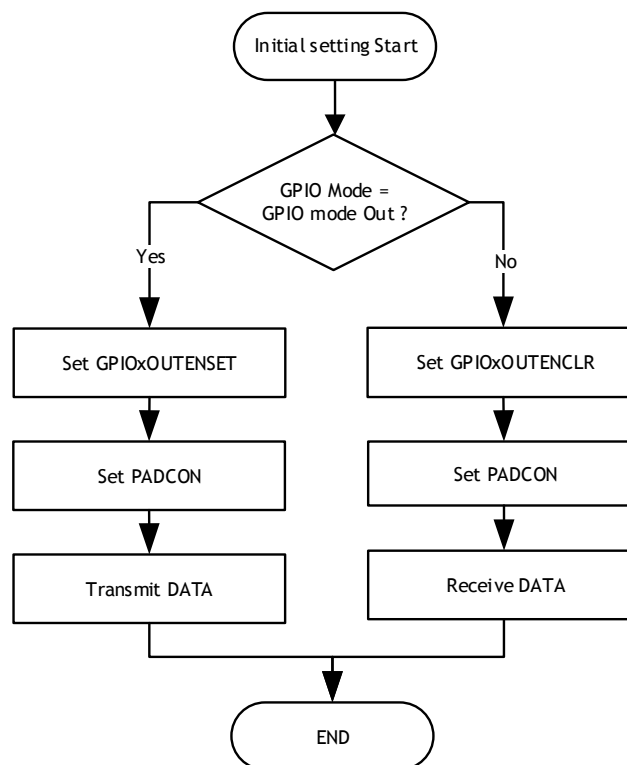 Initial setting Start
GPIO Mode =
GPIO mode Out ?
Yes
No
Set GPIOxOUTENSET
Set GPIOxOUTENCLR
Set PADCON
Set PADCON
Transmit DATA
Receive DATA
END